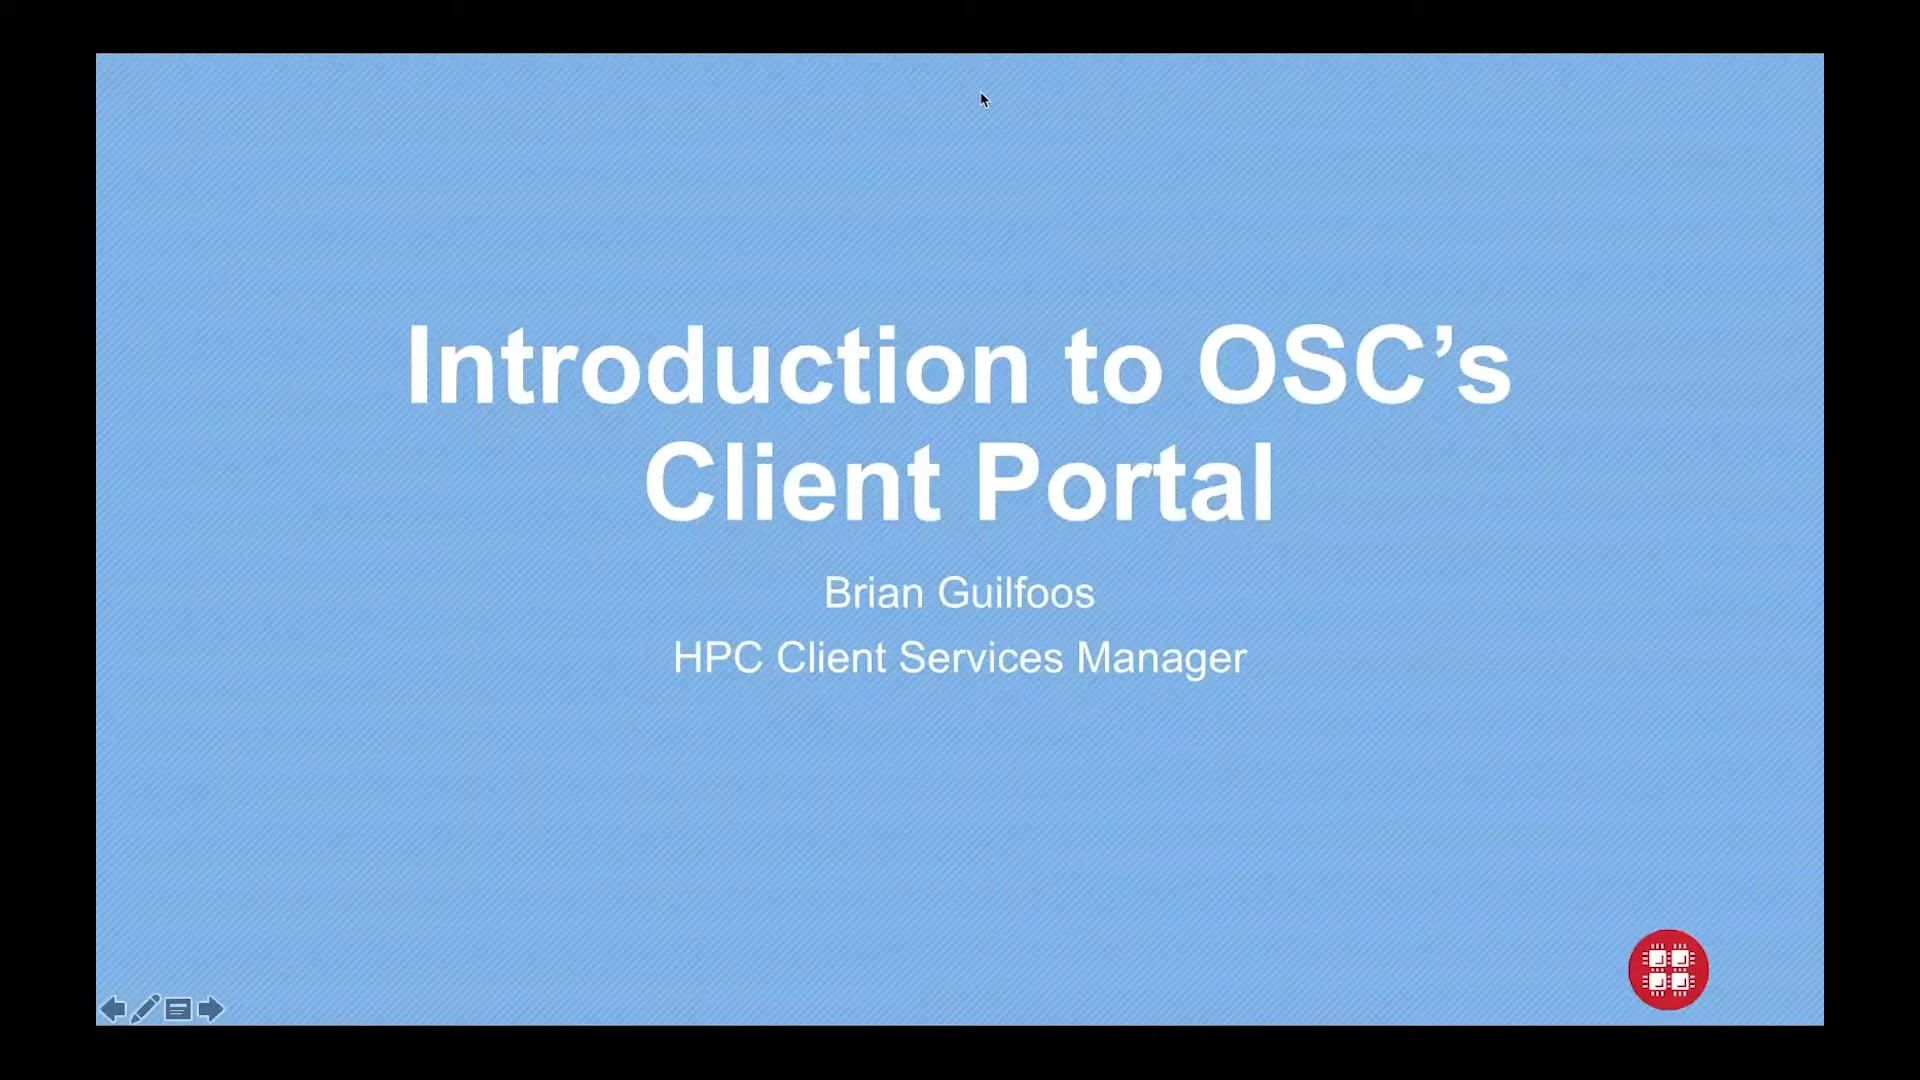 Introduction to OSC’s
Client Portal
Brian Guilfoos
HPC Client Services Manager